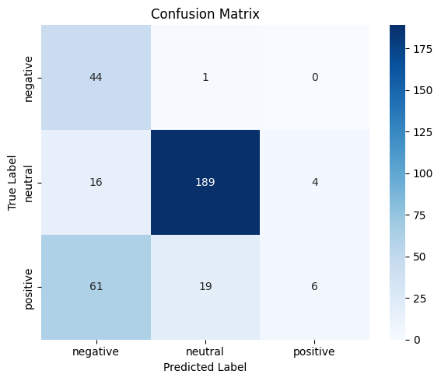 Confusion Matrix
negative 44 1 0
neutral 16 189 4
positive 61 19 6
negative neutral positive
True Label
Predicted Label
175
150
125
100
75
50
25
0